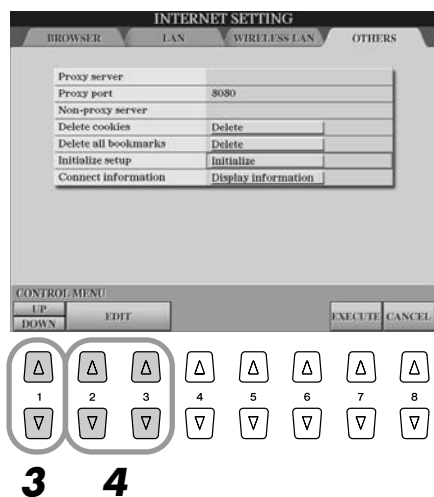 INTERNET SETTING
BROWSER LAN WIRELESS LAN OTHERS
Proxy server
Proxy port 8080
Non-proxy server
Delete cookies Delete
Delete all bookmarks Delete
Initialize setup Initialize
Connect information Display information
CONTROL MENU
UP
DOWN EDIT EXECUTE CANCEL
1 2 3 4 5 6 7 8
3 4